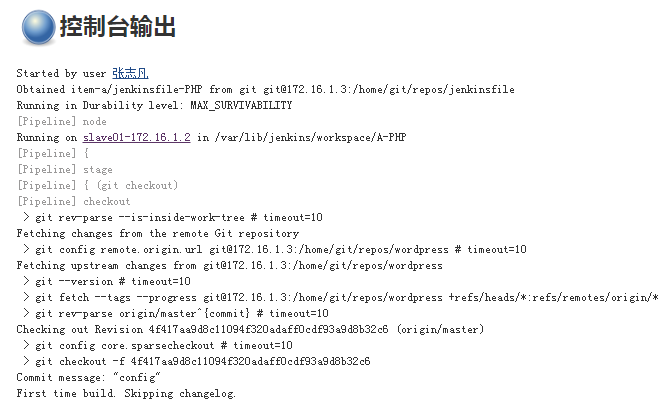 控制台输出
Started by user 张志凡
Obtained item-a/jenkinsfile-PHP from git git@172.16.1.3:/home/git/repos/jenkinsfile
Running in Durability level: MAX_SURVIVABILITY
[Pipeline] node
Running on slave01-172.16.1.2 in /var/lib/jenkins/workspace/A-PHP
[Pipeline] {
[Pipeline] stage
[Pipeline] { (git checkout)
[Pipeline] checkout
> git rev-parse --is-inside-work-tree # timeout=10
Fetching changes from the remote Git repository
> git config remote.origin.url git@172.16.1.3:/home/git/repos/wordpress # timeout=10
Fetching upstream changes from git@172.16.1.3:/home/git/repos/wordpress
> git --version # timeout=10
> git fetch --tags --progress git@172.16.1.3:/home/git/repos/wordpress +refs/heads/*:refs/remotes/origin/*
> git rev-parse origin/master^{commit} # timeout=10
Checking out Revision 4f417aa9d8c11094f320adaff0cdf93a9d8b32c6 (origin/master)
> git config core.sparsecheckout # timeout=10
> git checkout -f 4f417aa9d8c11094f320adaff0cdf93a9d8b32c6
Commit message: "config"
First time build. Skipping changelog.